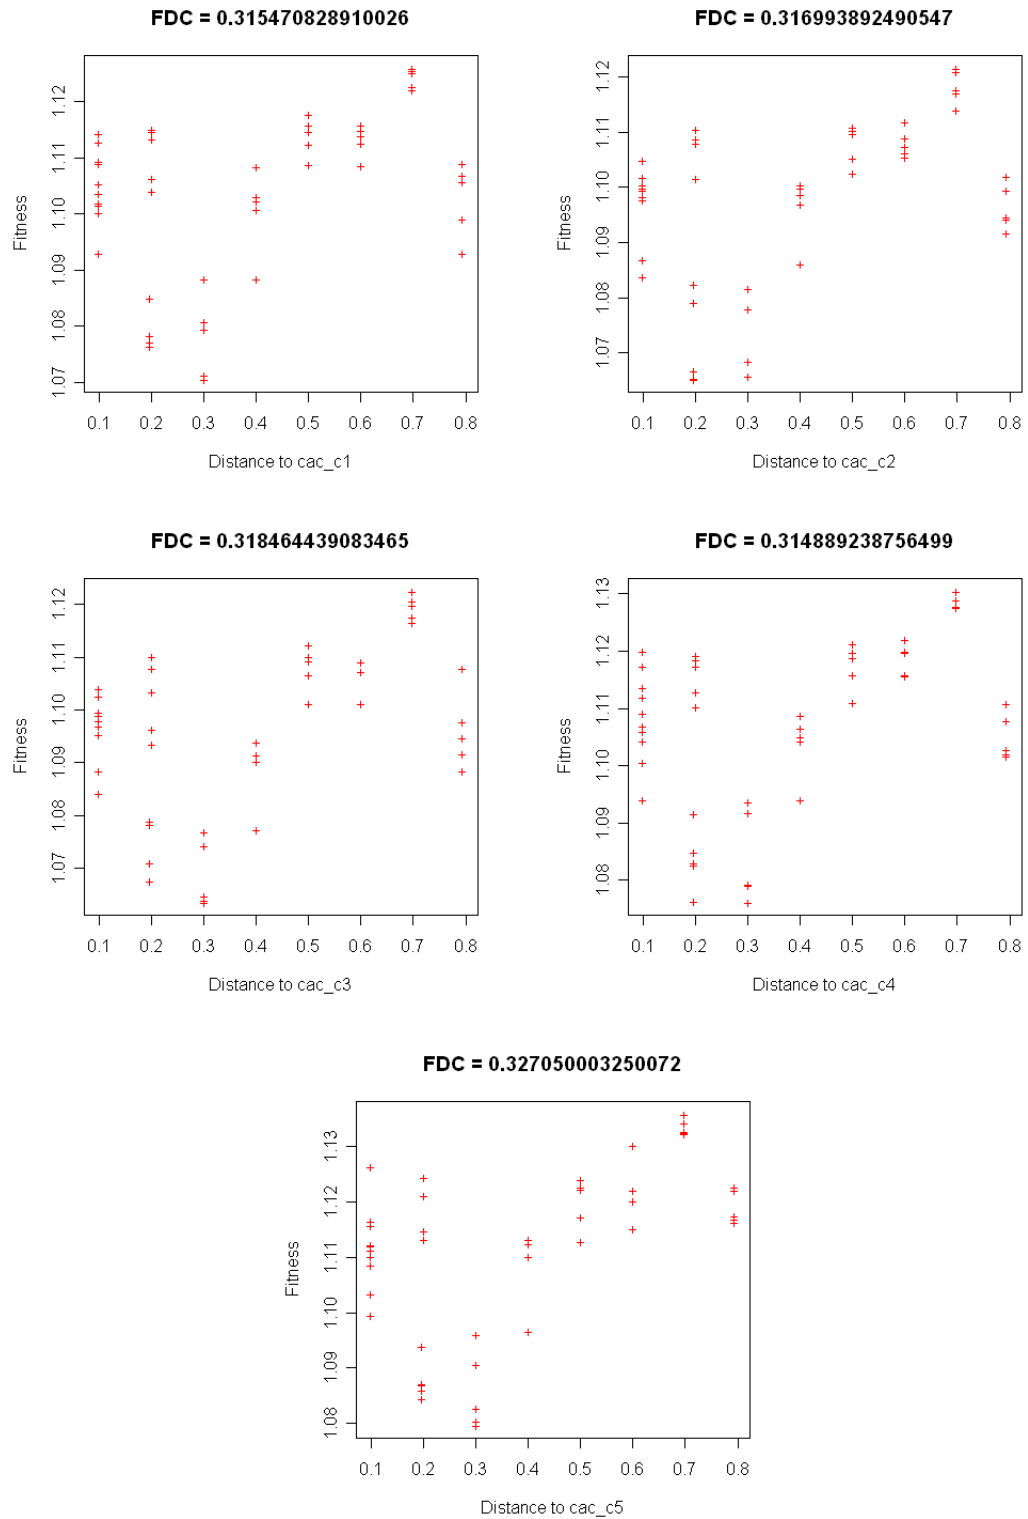 FDC = 0.315470828910026
Fitness
1.12
1.11
1.10
1.09
1.08
1.07
0.1 0.2 0.3 0.4 0.5 0.6 0.7 0.8
Distance to cac_c1
FDC = 0.316993892490547
Fitness
1.12
1.11
1.10
1.09
1.08
1.07
0.1 0.2 0.3 0.4 0.5 0.6 0.7 0.8
Distance to cac_c2
FDC = 0.318464439083465
Fitness
1.12
1.11
1.10
1.09
1.08
1.07
0.1 0.2 0.3 0.4 0.5 0.6 0.7 0.8
Distance to cac_c3
FDC = 0.314889238756499
Fitness
1.13
1.12
1.11
1.10
1.09
1.08
0.1 0.2 0.3 0.4 0.5 0.6 0.7 0.8
Distance to cac_c4
FDC = 0.327050003250072
Fitness
1.13
1.12
1.11
1.10
1.09
1.08
0.1 0.2 0.3 0.4 0.5 0.6 0.7 0.8
Distance to cac_c5